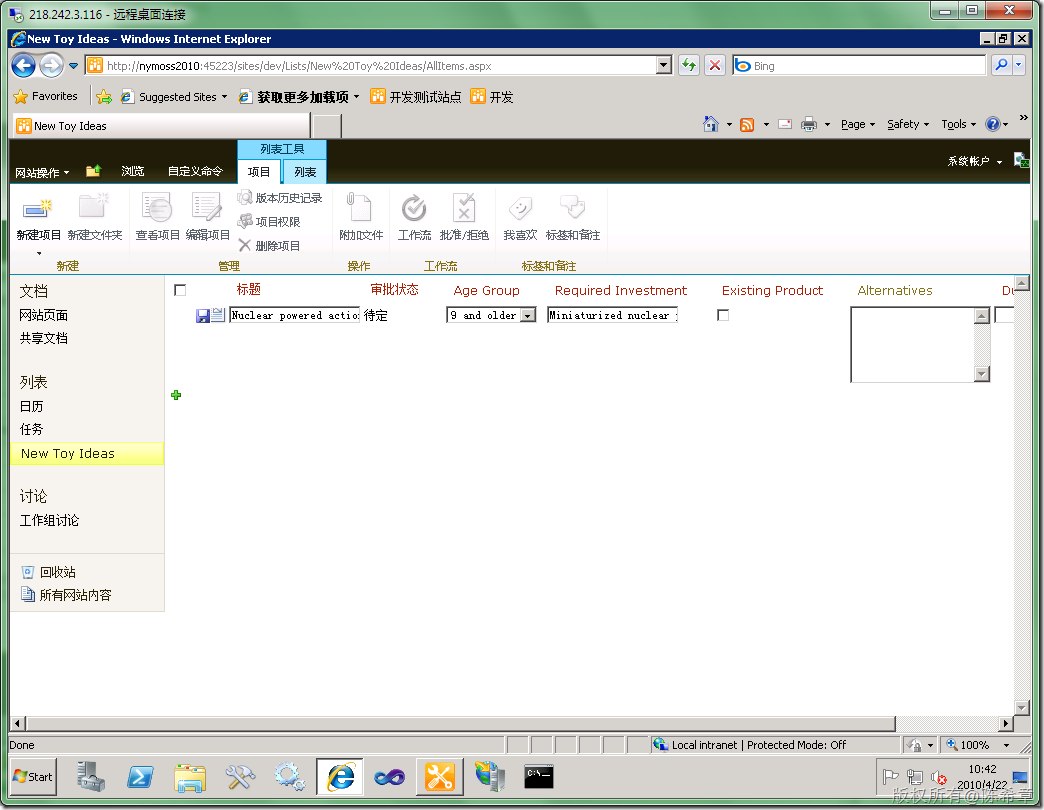 218.242.3.116 - 远程桌面连接
New Toy Ideas - Windows Internet Explorer
http://nymoss2010:45223/sites/dev/Lists/New%20Toy%20Ideas/AllItems.aspx
Bing
Favorites
Suggested Sites
获取更多加载项
开发测试站点
开发
New Toy Ideas
Page
Safety
Tools
»
列表工具
网站操作
浏览
自定义命令
项目
列表
系统帐户
新建项目
新建文件夹
查看项目
编辑项目
版本历史记录
项目权限
删除项目
附加文件
工作流
批准/拒绝
我喜欢
标签和备注
新建
管理
操作
工作流
标签和备注
文档
网站页面
共享文档
列表
日历
任务
New Toy Ideas
讨论
工作组讨论
回收站
所有网站内容
标题
审批状态
Age Group
Required Investment
Existing Product
Alternatives
Nuclear powered actio
待定
9 and older
Miniaturized nuclear
Done
Local intranet | Protected Mode: Off
100%
Start
C:\_
10:42
2010/4/22
版权所有@陈希章